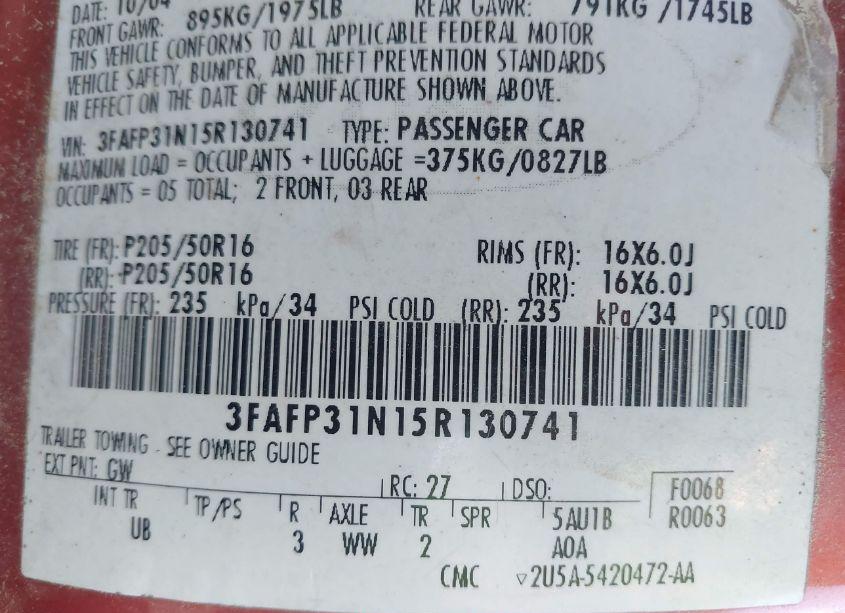 DATE: 10/04
FRONT GAWR: 895KG/1975LB REAR GAWR: 791KG/1745LB
THIS VEHICLE CONFORMS TO ALL APPLICABLE FEDERAL MOTOR
VEHICLE SAFETY, BUMPER, AND THEFT PREVENTION STANDARDS
IN EFFECT ON THE DATE OF MANUFACTURE SHOWN ABOVE.
VIN: 3FAFP31N15R130741 TYPE: PASSENGER CAR
MAXIMUM LOAD = OCCUPANTS + LUGGAGE =375KG/0827LB
OCCUPANTS = 05 TOTAL; 2 FRONT, 03 REAR
TIRE (FR): P205/50R16 RIMS (FR): 16X6.0J
(RR): P205/50R16 (RR): 16X6.0J
PRESSURE (FR): 235 kPa/34 PSI COLD (RR): 235 kPa/34 PSI COLD
3FAFP31N15R130741
TRAILER TOWING - SEE OWNER GUIDE
EXT PNT: GW RC: 27 DSO: F0068
INT TR TP/PS R AXLE TR SPR 5AU1B R0063
UB 3 WW 2 AOA
CMC ▿2U5A-5420472-AA